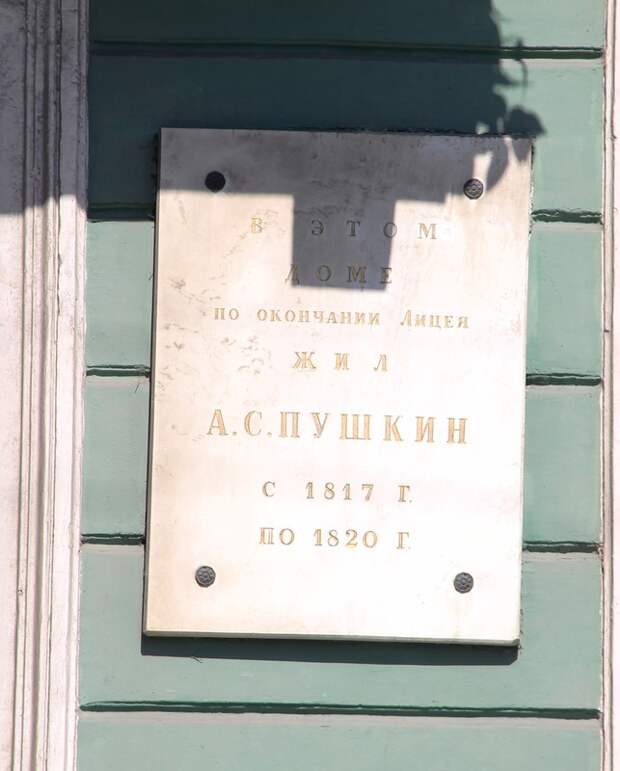 В ЭТОМ
ДОМЕ
ПО ОКОНЧАНИИ ЛИЦЕЯ
ЖИЛ
А.С.ПУШКИН
С 1817 Г.
ПО 1820 Г.